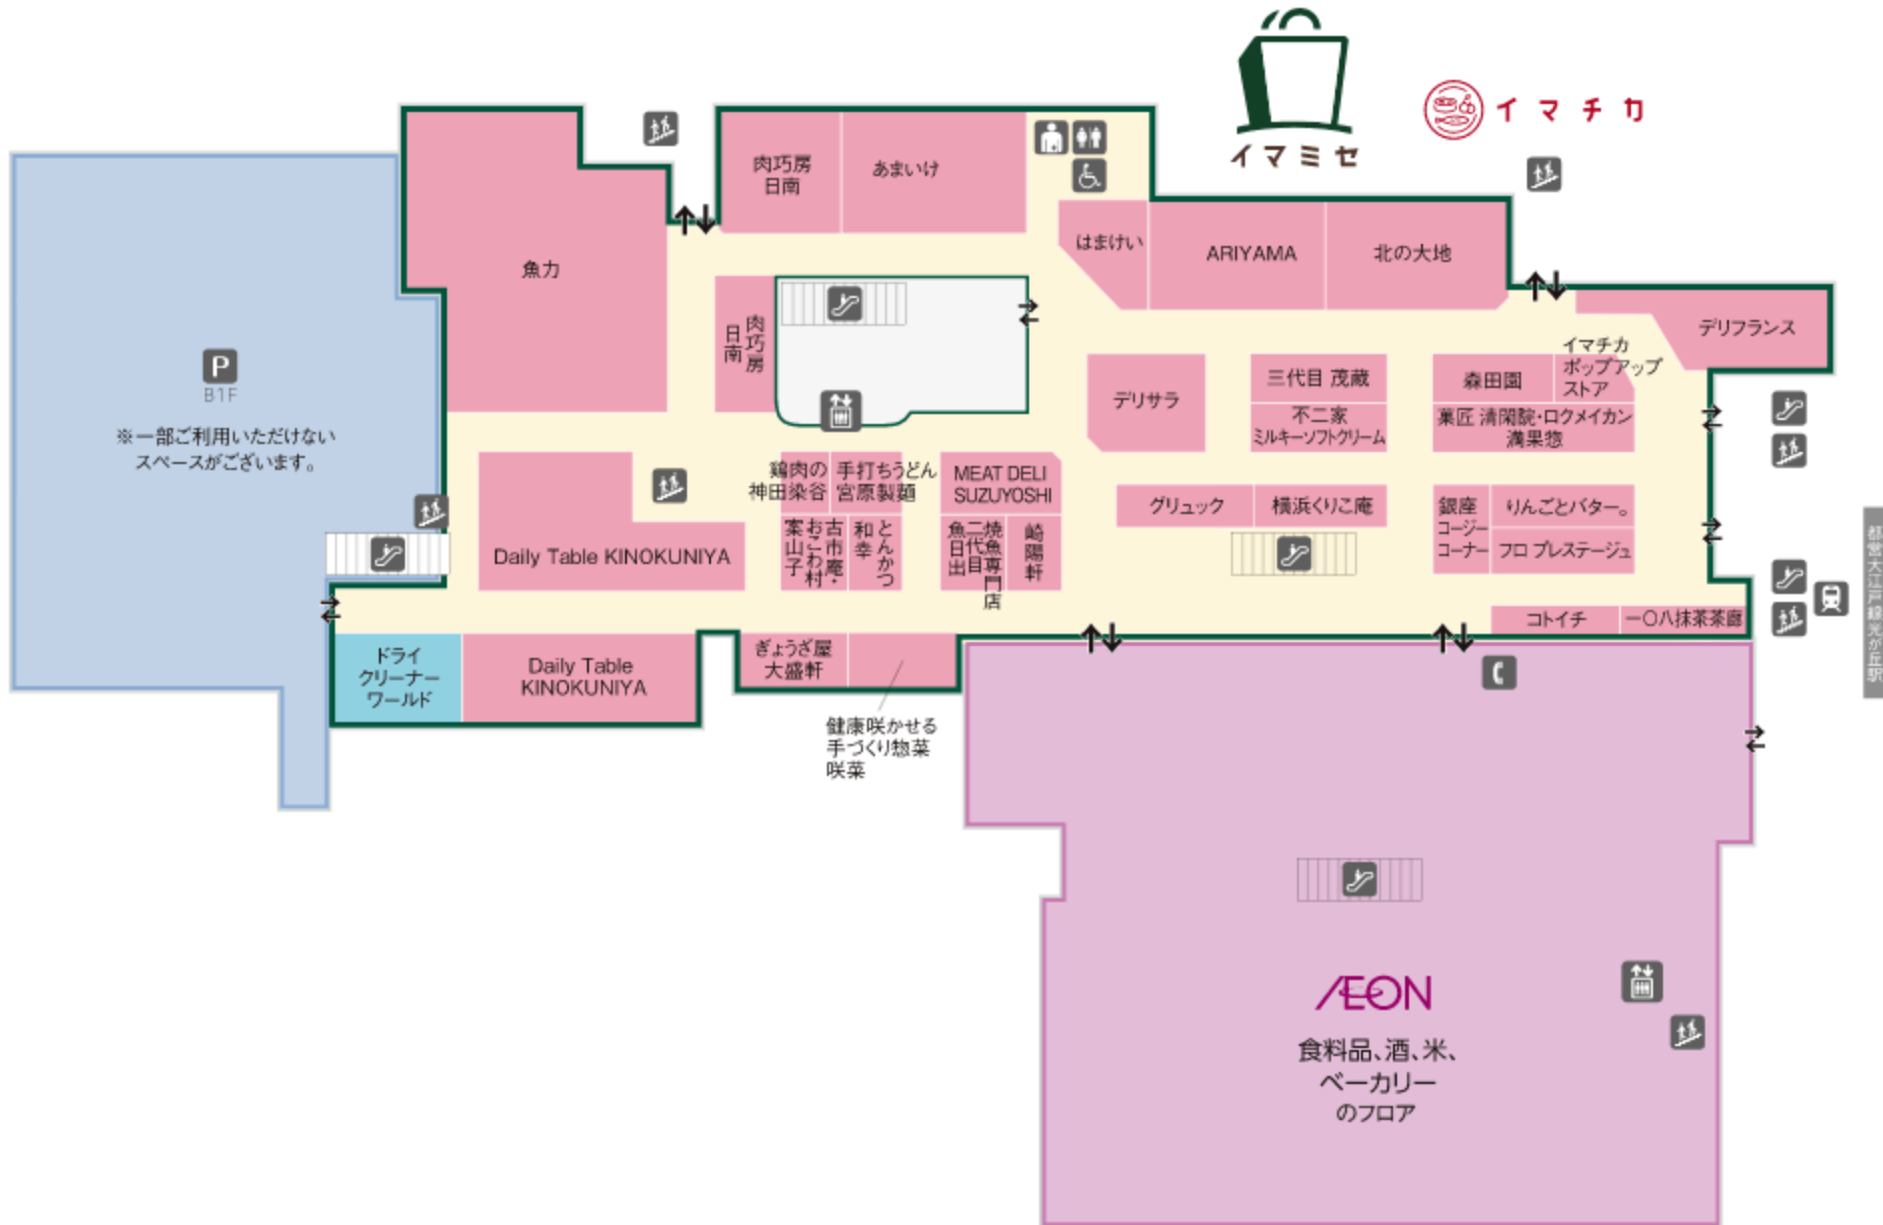 イマミセ
イマチカ
肉巧房
日南
あまいけ
魚力
はまけい
ARIYAMA
北の大地
デリフランス
肉巧房
日南
P
B1F
※一部ご利用いただけない
スペースがございます。
デリサラ
三代目 茂蔵
不二家
ミルキーソフトクリーム
森田園
イマチカ
ポップアップ
ストア
菓匠 清閑院・ロクメイカン
満果惣
鶏肉の
神田染谷
手打ちうどん
宮原製麺
MEAT DELI
SUZUYOSHI
グリュック
横浜くりこ庵
銀座
コージー
コーナー
りんごとバター。
フロ プレステージュ
Daily Table KINOKUNIYA
古市庵・
おこわ村
案山子
とんかつ
和幸
焼魚専門店
二代目
魚日出
崎陽軒
都営大江戸線光が丘駅
コトイチ
一〇八抹茶茶廊
ドライ
クリーナー
ワールド
Daily Table
KINOKUNIYA
ぎょうざ屋
大盛軒
健康咲かせる
手づくり惣菜
咲菜
ÆON
食料品、酒、米、
ベーカリー
のフロア